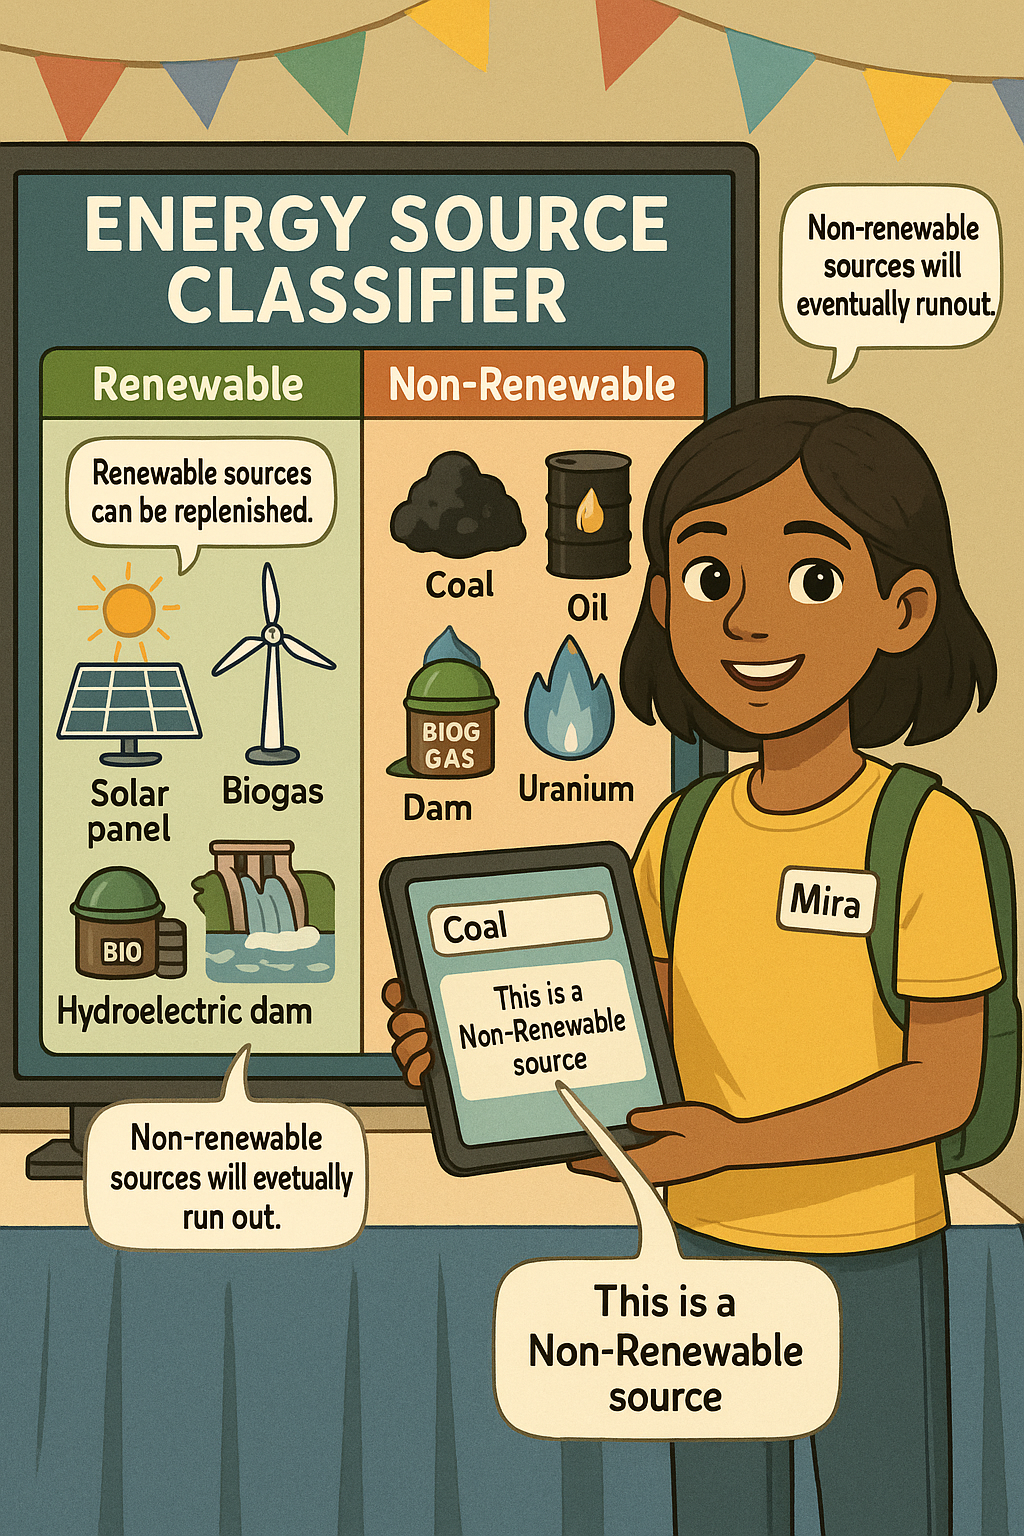 ENERGY SOURCE
CLASSIFIER
Non-renewable
sources will
eventually runout.
Renewable
Non-Renewable
Renewable sources
can be replenished.
Coal
Oil
Solar
panel
Biogas
BIOG
GAS
Dam
Uranium
BIO
Hydroelectric dam
Mira
Coal
This is a
Non-Renewable
source
Non-renewable
sources will evetually
run out.
This is a
Non-Renewable
source